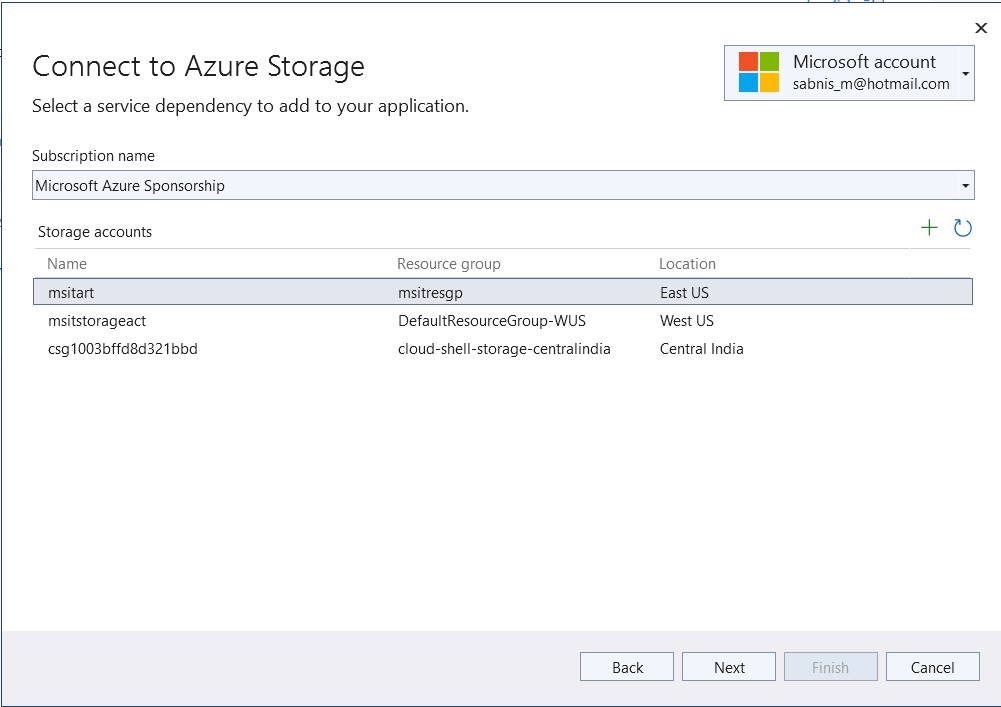 Connect to Azure Storage
Microsoft account
sabnis_m@hotmail.com
Select a service dependency to add to your application.
Subscription name
Microsoft Azure Sponsorship
Storage accounts
Name Resource group Location
msitart msitresgp East US
msitstorageact DefaultResourceGroup-WUS West US
csg1003bffd8d321bbd cloud-shell-storage-centralindia Central India
Back Next Finish Cancel